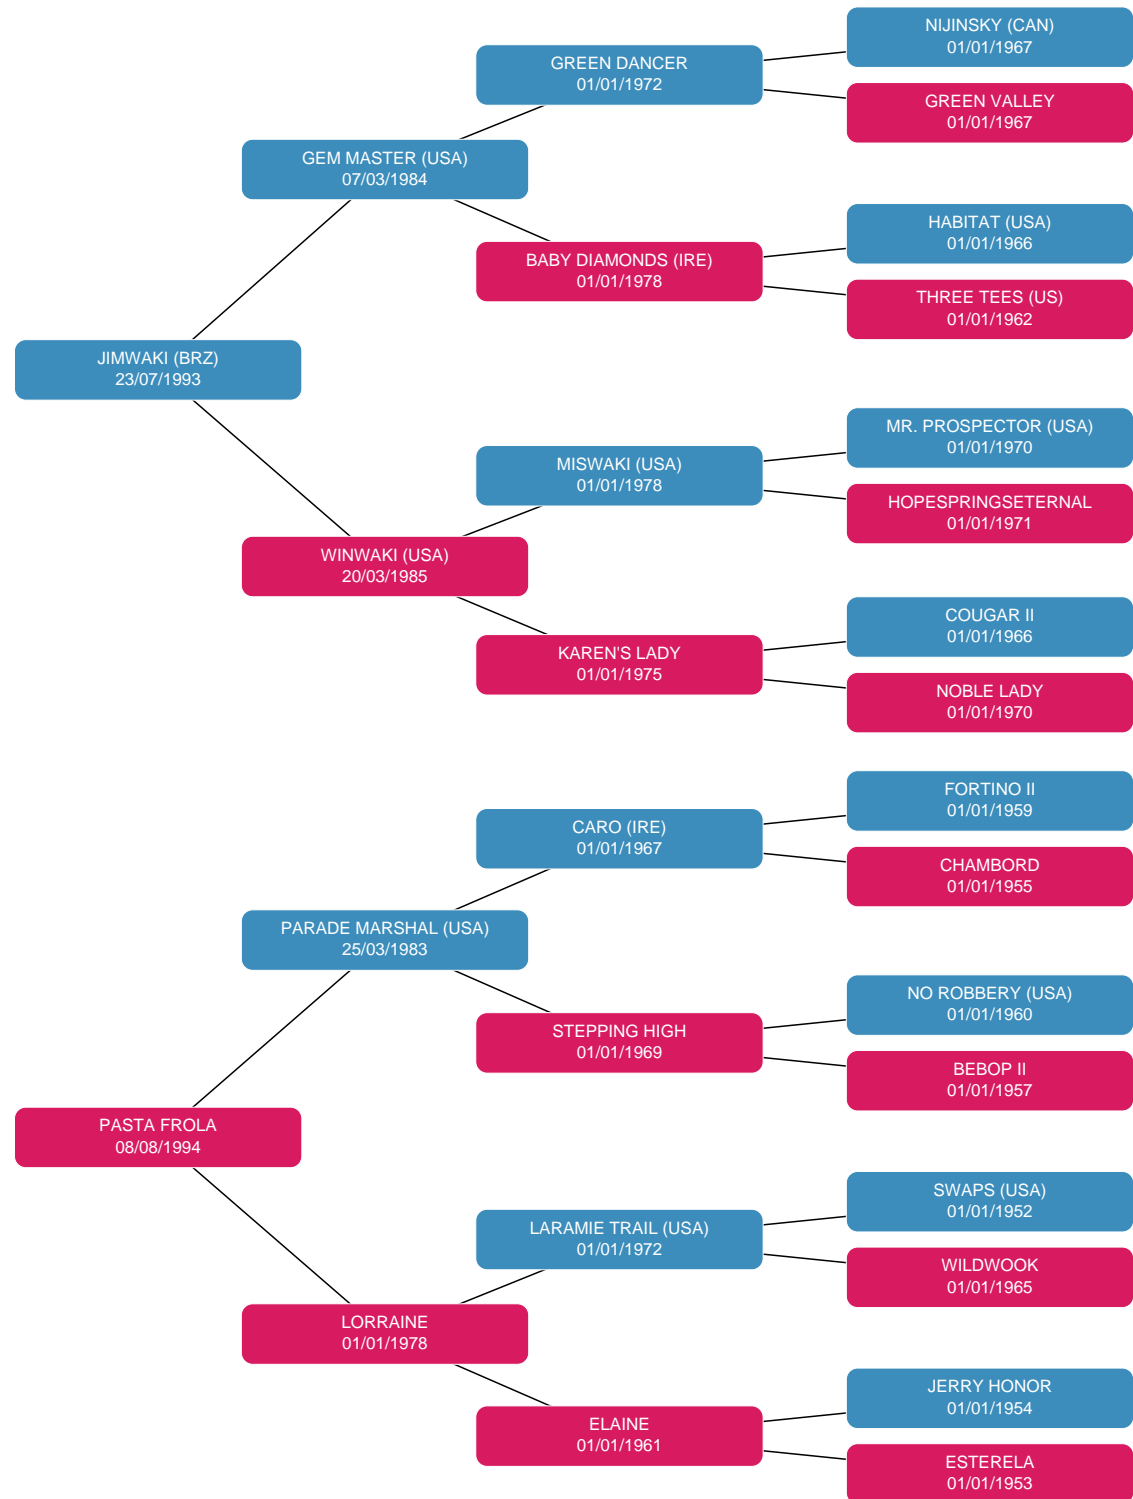 NIJINSKY (CAN)
01/01/1967
GREEN DANCER
01/01/1972
GREEN VALLEY
01/01/1967
GEM MASTER (USA)
07/03/1984
HABITAT (USA)
01/01/1966
BABY DIAMONDS (IRE)
01/01/1978
THREE TEES (US)
01/01/1962
JIMWAKI (BRZ)
23/07/1993
MR. PROSPECTOR (USA)
01/01/1970
MISWAKI (USA)
01/01/1978
HOPESPRINGSETERNAL
01/01/1971
WINWAKI (USA)
20/03/1985
COUGAR II
01/01/1966
KAREN'S LADY
01/01/1975
NOBLE LADY
01/01/1970
FORTINO II
01/01/1959
CARO (IRE)
01/01/1967
CHAMBORD
01/01/1955
PARADE MARSHAL (USA)
25/03/1983
NO ROBBERY (USA)
01/01/1960
STEPPING HIGH
01/01/1969
BEBOP II
01/01/1957
PASTA FROLA
08/08/1994
SWAPS (USA)
01/01/1952
LARAMIE TRAIL (USA)
01/01/1972
WILDWOOK
01/01/1965
LORRAINE
01/01/1978
JERRY HONOR
01/01/1954
ELAINE
01/01/1961
ESTERELA
01/01/1953